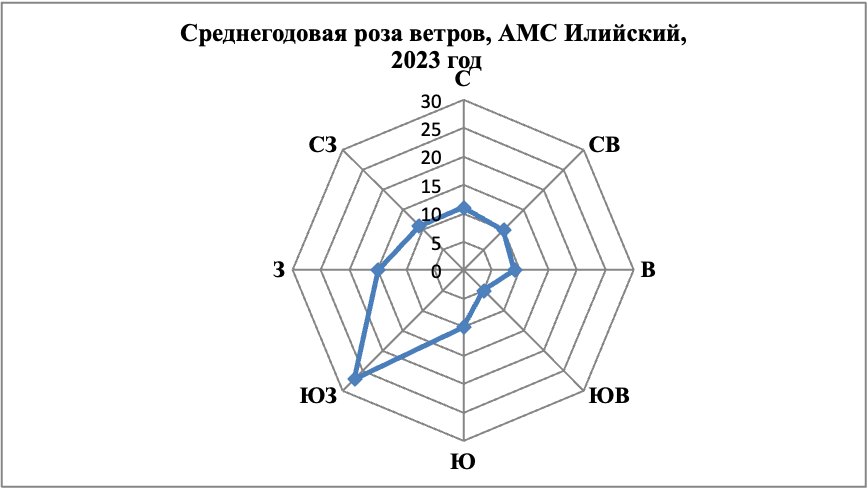 Среднегодовая роза ветров, АМС Илийский,
2023 год
С
30
СЗ
СВ
25
20
15
10
5
З
0
В
ЮЗ
ЮВ
Ю